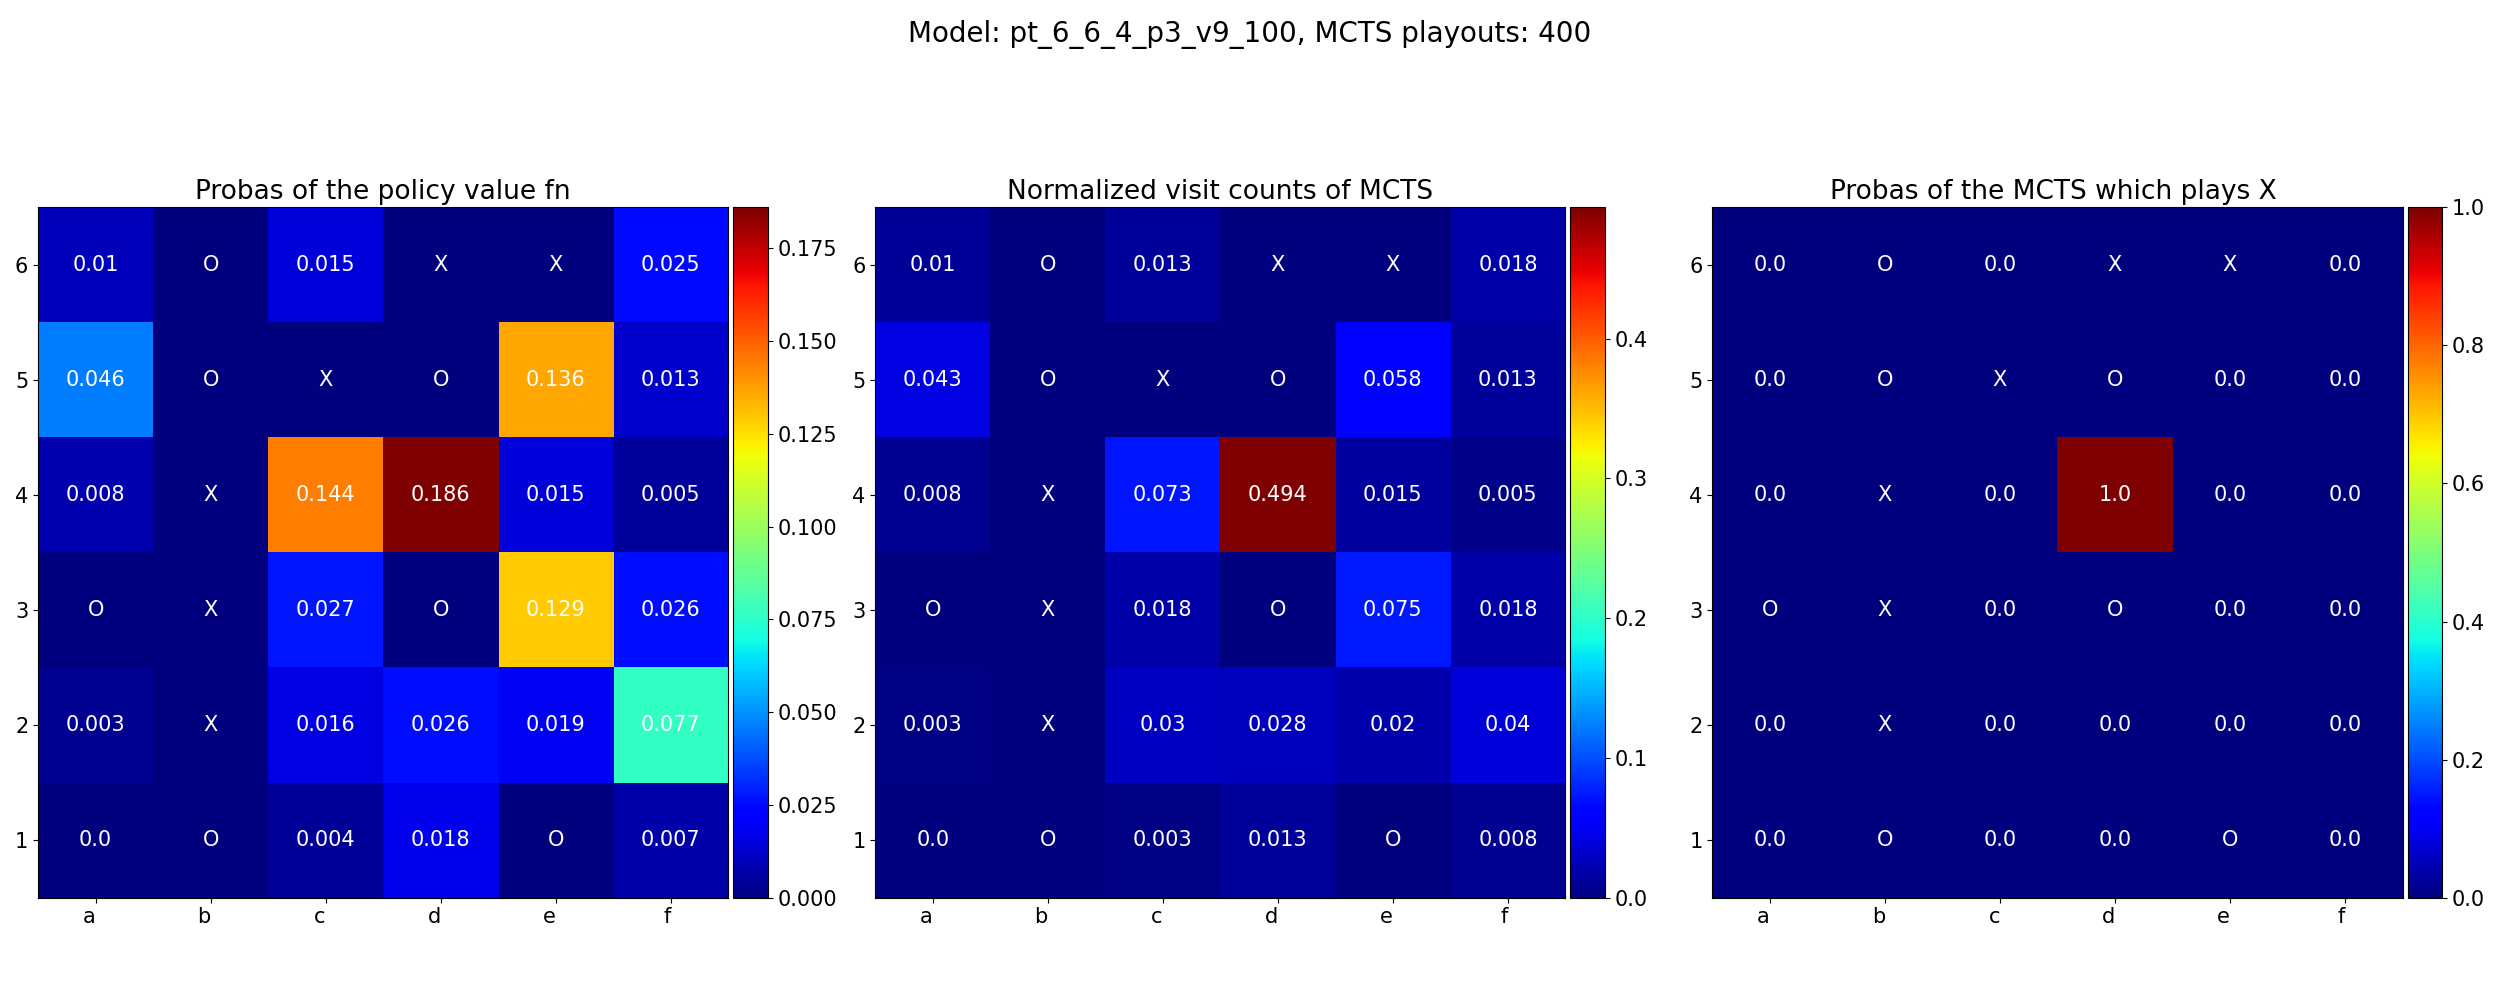 Model: pt_6_6_4_p3_v9_100, MCTS playouts: 400
Probas of the policy value fn
6 0.01 O 0.015 X X 0.025
5 0.046 O X O 0.136 0.013
4 0.008 X 0.144 0.186 0.015 0.005
3 O X 0.027 O 0.129 0.026
2 0.003 X 0.016 0.026 0.019 0.077
1 0.0 O 0.004 0.018 O 0.007
a b c d e f
0.175
0.150
0.125
0.100
0.075
0.050
0.025
0.000
Normalized visit counts of MCTS
6 0.01 O 0.013 X X 0.018
5 0.043 O X O 0.058 0.013
4 0.008 X 0.073 0.494 0.015 0.005
3 O X 0.018 O 0.075 0.018
2 0.003 X 0.03 0.028 0.02 0.04
1 0.0 O 0.003 0.013 O 0.008
a b c d e f
0.4
0.3
0.2
0.1
0.0
Probas of the MCTS which plays X
6 0.0 O 0.0 X X 0.0
5 0.0 O X O 0.0 0.0
4 0.0 X 0.0 1.0 0.0 0.0
3 O X 0.0 O 0.0 0.0
2 0.0 X 0.0 0.0 0.0 0.0
1 0.0 O 0.0 0.0 O 0.0
a b c d e f
1.0
0.8
0.6
0.4
0.2
0.0